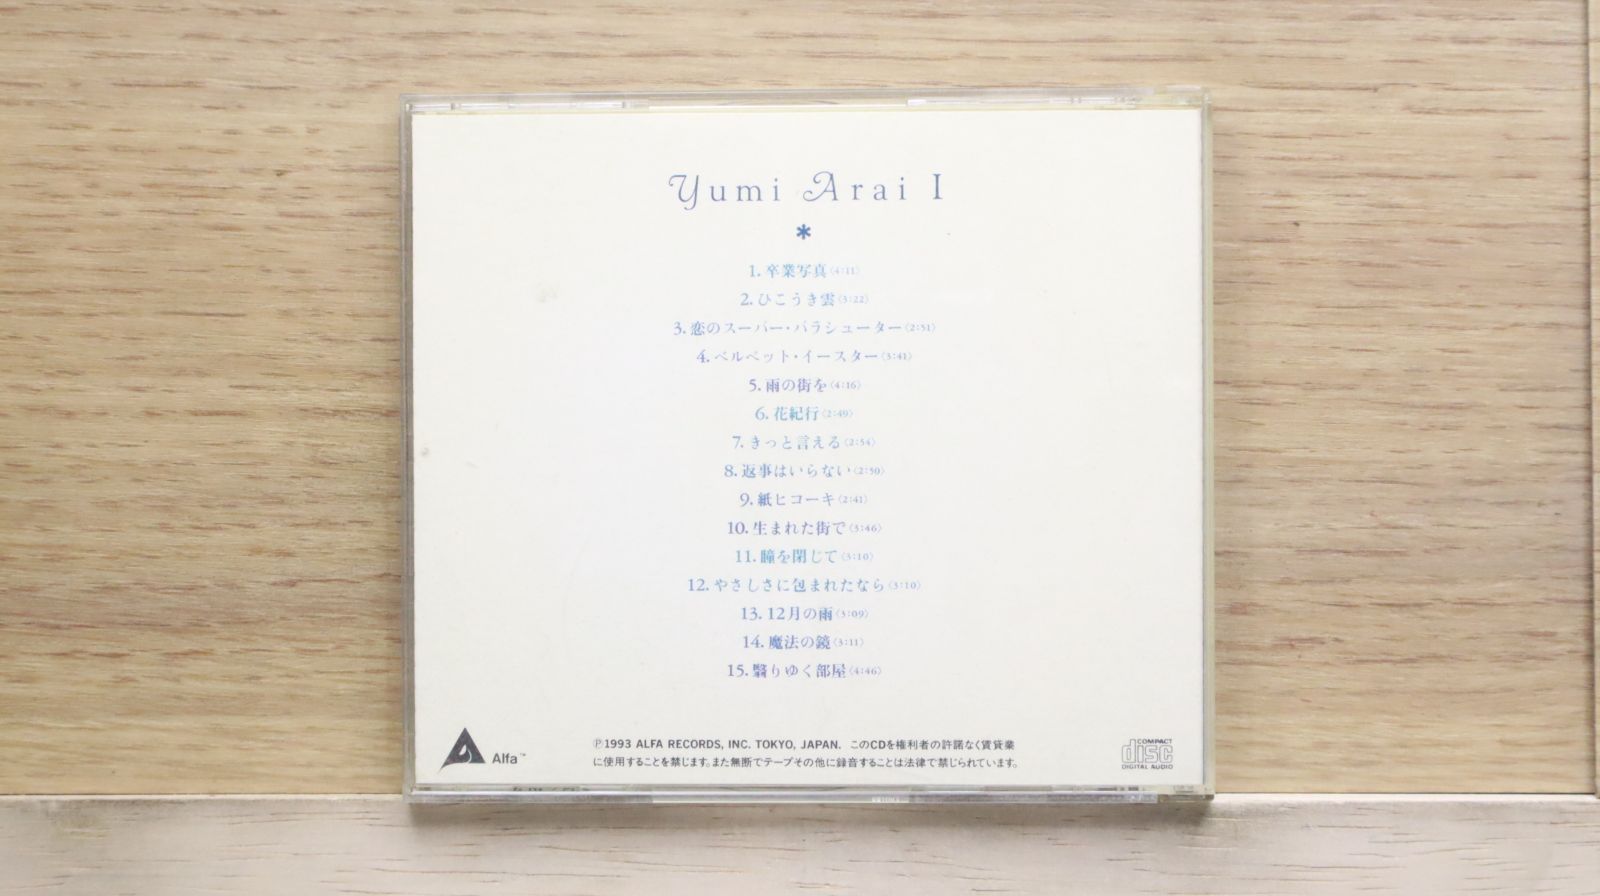 Yumi Arai I
*
1. 卒業写真〈4:11〉
2. ひこうき雲〈3:22〉
3. 恋のスーパー・パラシューター〈2:51〉
4. ベルベット・イースター〈3:41〉
5. 雨の街を〈4:16〉
6. 花紀行〈2:49〉
7. きっと言える〈2:54〉
8. 返事はいらない〈2:50〉
9. 紙ヒコーキ〈2:41〉
10. 生まれた街で〈3:46〉
11. 瞳を閉じて〈3:10〉
12. やさしさに包まれたなら〈3:10〉
13. 12月の雨〈3:09〉
14. 魔法の鏡〈3:11〉
15. 翳りゆく部屋〈4:46〉
Alfa™
Ⓟ1993 ALFA RECORDS, INC. TOKYO, JAPAN. このCDを権利者の許諾なく賃貸業
に使用することを禁じます。また無断でテープその他に録音することは法律で禁じられています。
COMPACT
disc
DIGITAL AUDIO